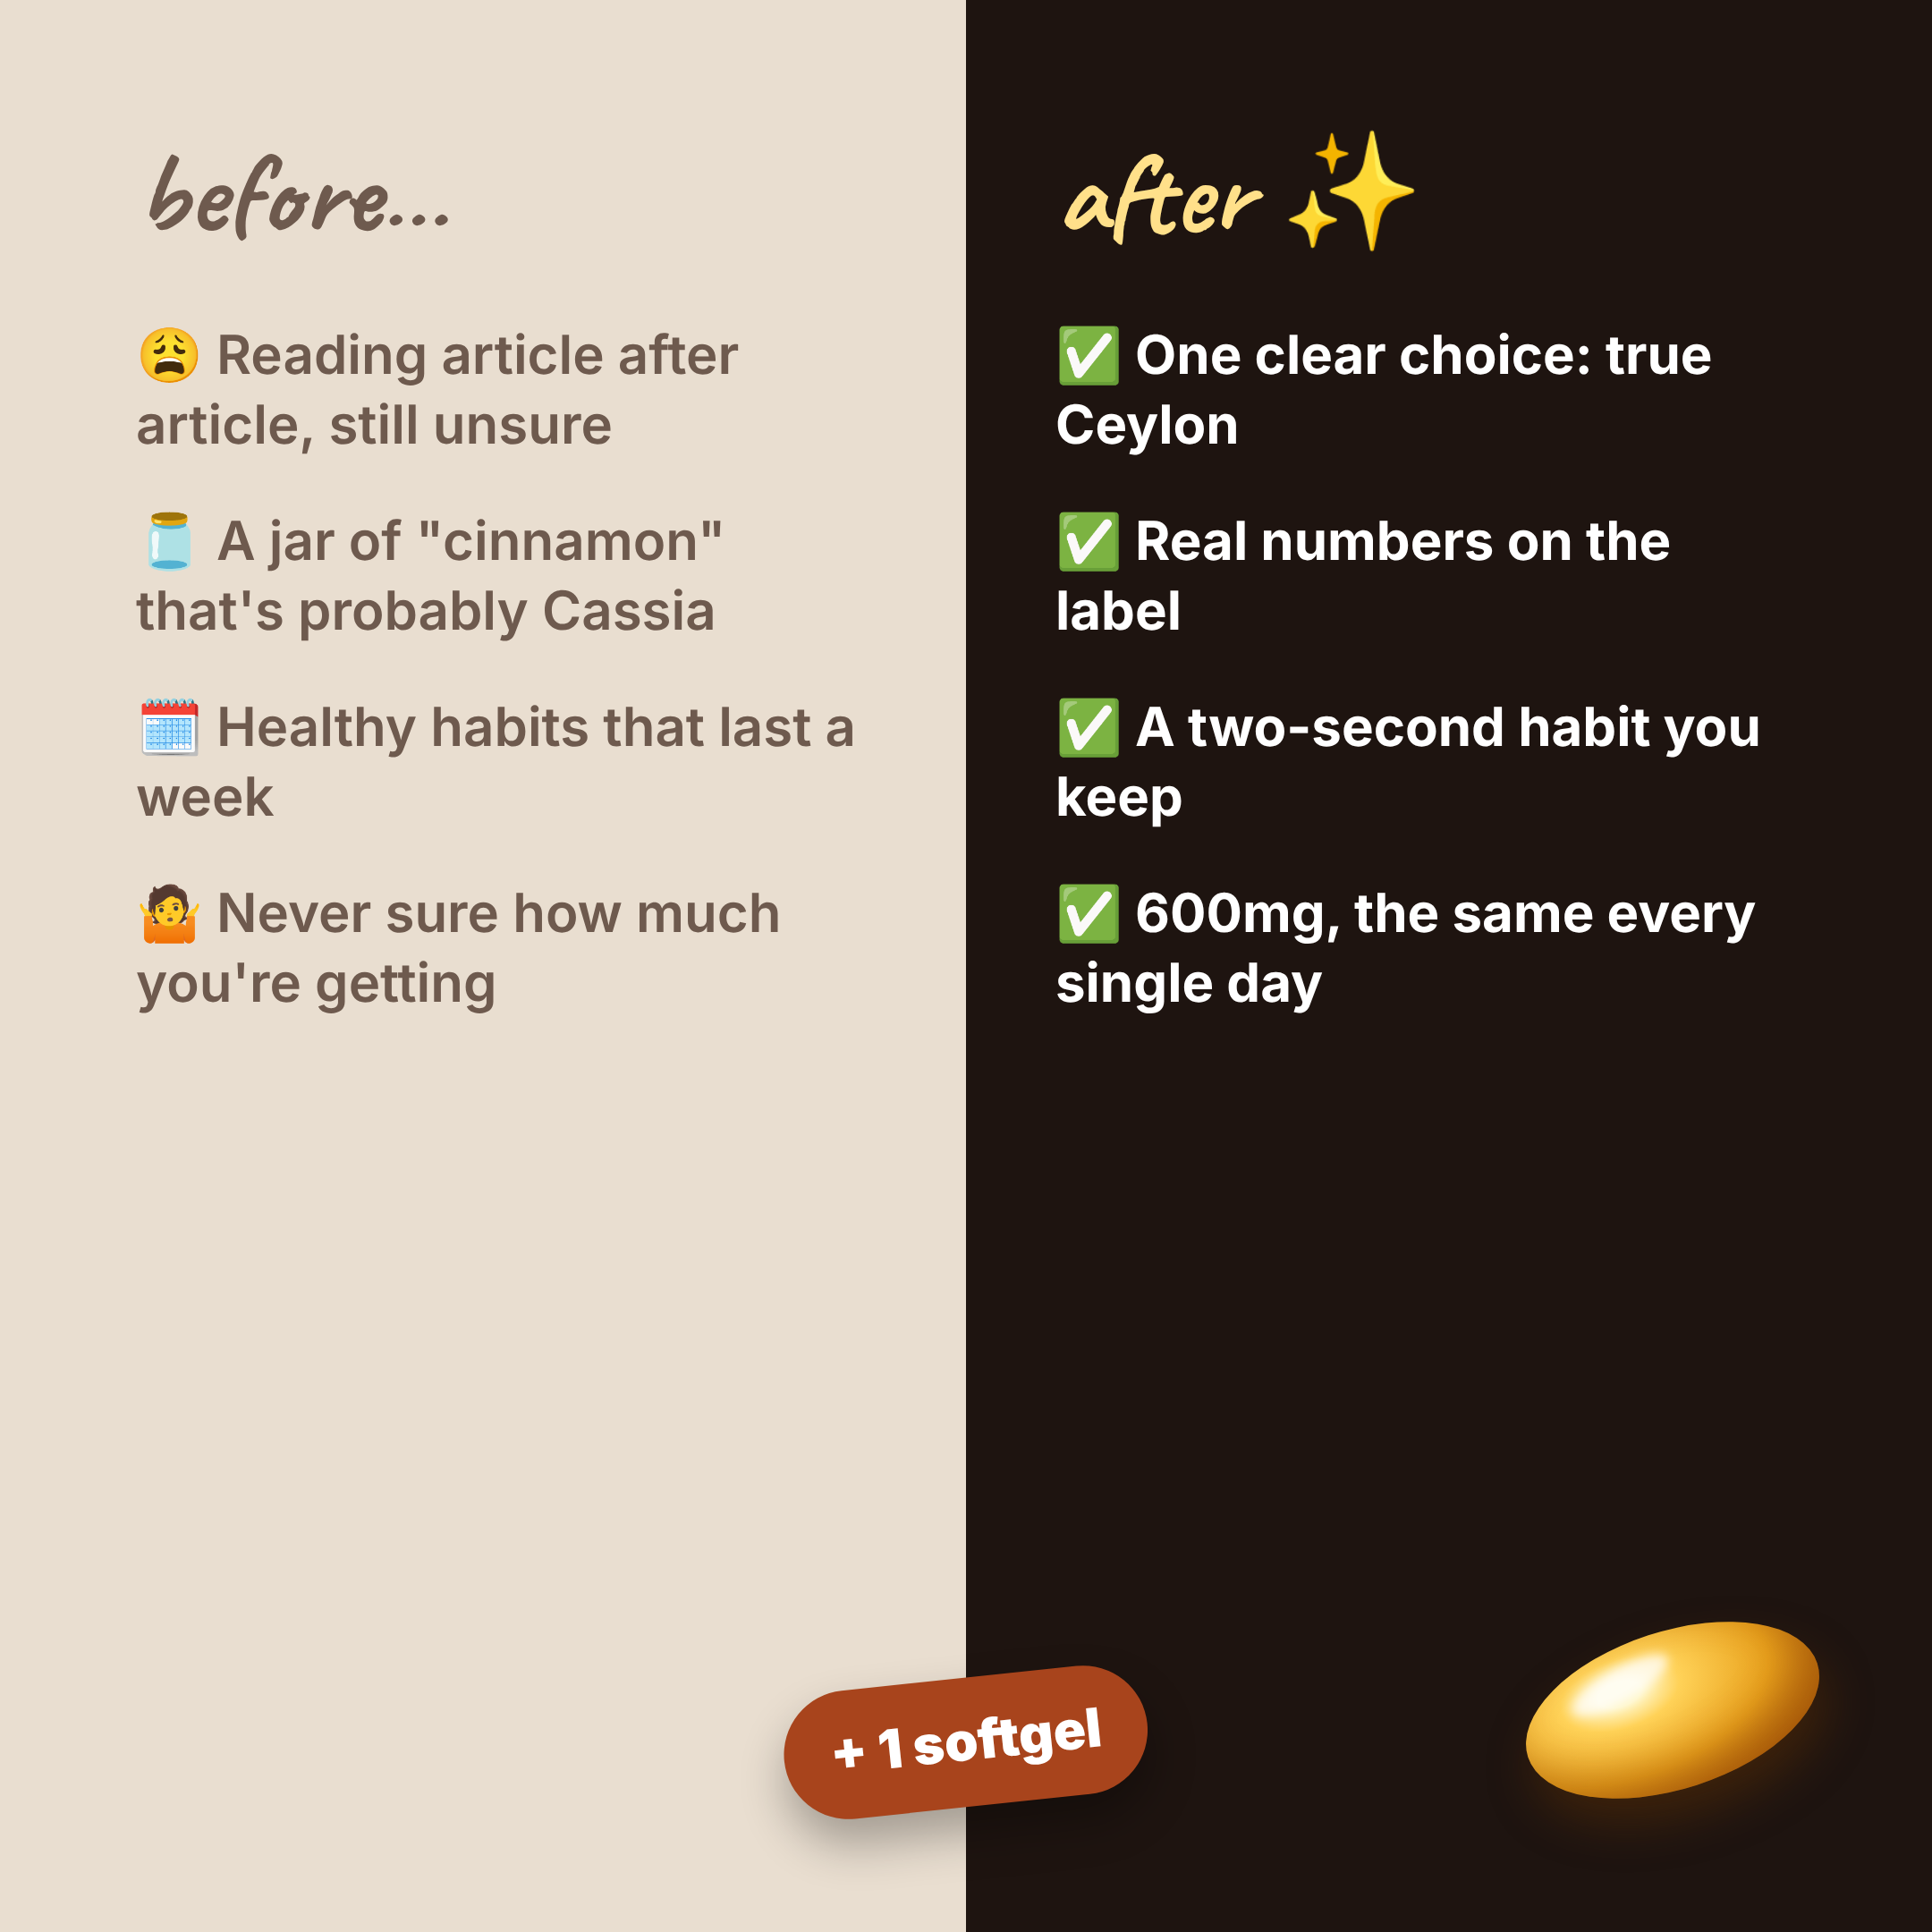 before...
😩 Reading article after
article, still unsure
🫙 A jar of "cinnamon"
that's probably Cassia
🗓️ Healthy habits that last a
week
🤷 Never sure how much
you're getting
after ✨
✅ One clear choice: true
Ceylon
✅ Real numbers on the
label
✅ A two-second habit you
keep
✅ 600mg, the same every
single day
+ 1 softgel